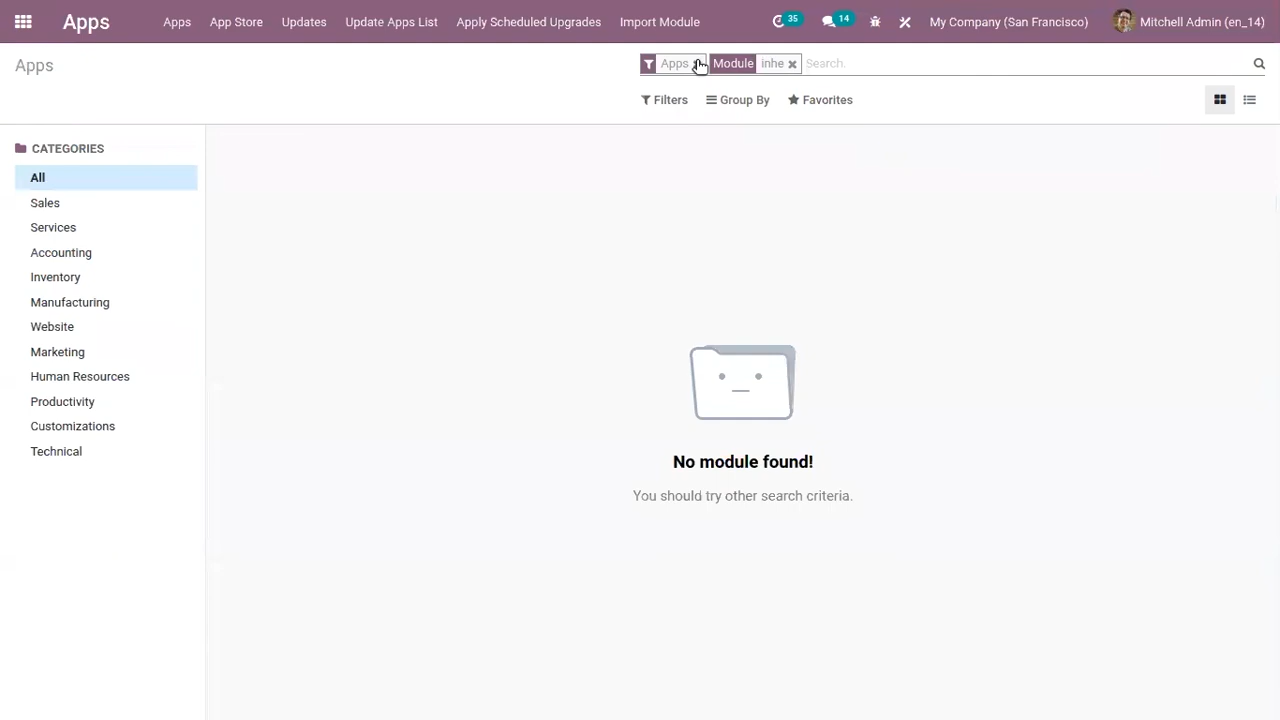 Apps Apps App Store Updates Update Apps List Apply Scheduled Upgrades Import Module 35 14 My Company (San Francisco) Mitchell Admin (en_14)
Apps Apps Module inhe Search.
Filters Group By Favorites
CATEGORIES
All
Sales
Services
Accounting
Inventory
Manufacturing
Website
Marketing
Human Resources
Productivity
Customizations
Technical
No module found!
You should try other search criteria.